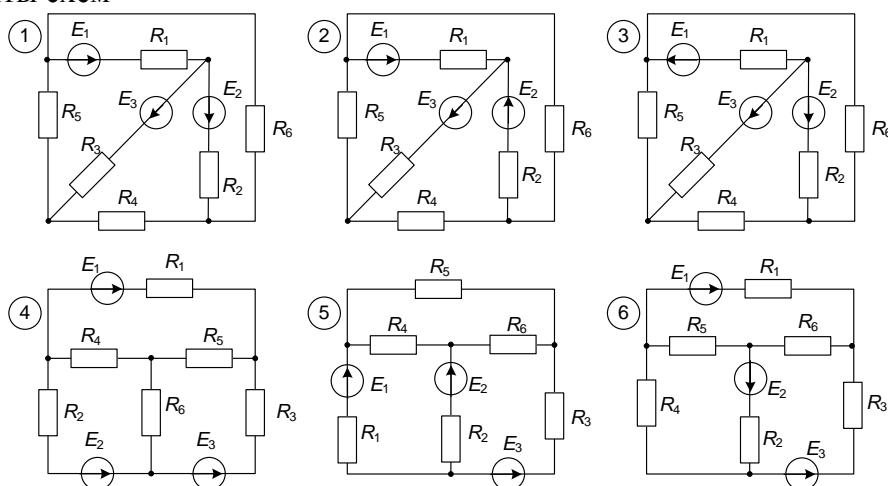 1 E1 R1 2 E1 R1 3 E1 R1
E3 E2 E3 E2 E3 E2
R5 R6 R5 R6 R5 R6
R3 R2 R3 R2 R3 R2
R4 R4 R4
E1 R1 R5 E1 R1
4 5 6
R4 R5 R4 R6 R5 R6
R2 R6 R3 E1 E2 R3 R4 E2 R3
E2 E3 R1 R2 E3 R2 E3